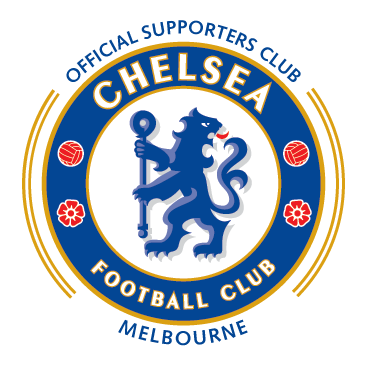 OFFICIAL SUPPORTERS CLUB
CHELSEA
FOOTBALL CLUB
MELBOURNE